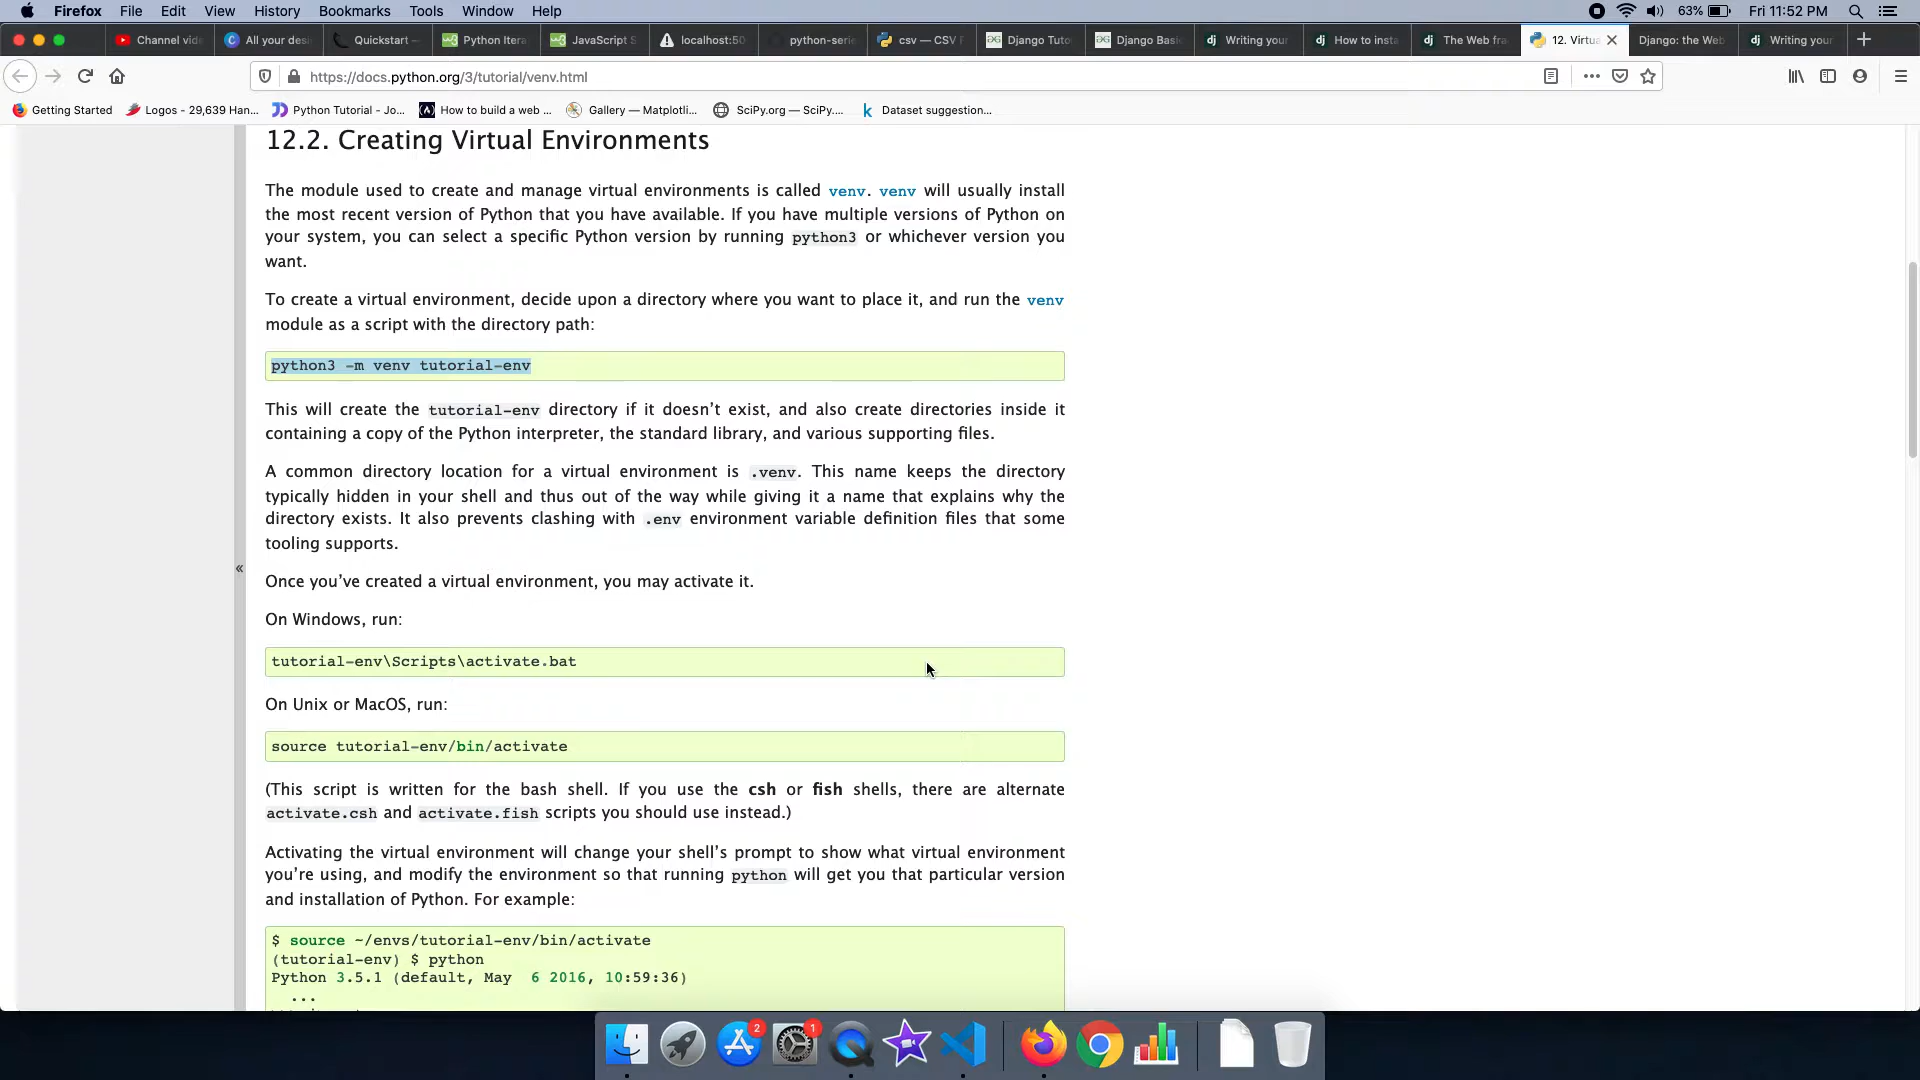 Firefox File Edit View History Bookmarks Tools Window Help 63% Fri 11:52 PM
Channel vide All your desi Quickstart — Python Itera JavaScript S localhost:50 python-serie csv — CSV F Django Tuto Django Basi Writing your How to insta The Web fra 12. Virtua Django: the Web Writing your
https://docs.python.org/3/tutorial/venv.html
Getting Started Logos - 29,639 Han... Python Tutorial - Jo... How to build a web ... Gallery — Matplotli... SciPy.org — SciPy.... Dataset suggestion...
12.2. Creating Virtual Environments
The module used to create and manage virtual environments is called venv. venv will usually install
the most recent version of Python that you have available. If you have multiple versions of Python on
your system, you can select a specific Python version by running python3 or whichever version you
want.
To create a virtual environment, decide upon a directory where you want to place it, and run the venv
module as a script with the directory path:
python3 -m venv tutorial-env
This will create the tutorial-env directory if it doesn’t exist, and also create directories inside it
containing a copy of the Python interpreter, the standard library, and various supporting files.
A common directory location for a virtual environment is .venv. This name keeps the directory
typically hidden in your shell and thus out of the way while giving it a name that explains why the
directory exists. It also prevents clashing with .env environment variable definition files that some
tooling supports.
«
Once you’ve created a virtual environment, you may activate it.
On Windows, run:
tutorial-env\Scripts\activate.bat
On Unix or MacOS, run:
source tutorial-env/bin/activate
(This script is written for the bash shell. If you use the csh or fish shells, there are alternate
activate.csh and activate.fish scripts you should use instead.)
Activating the virtual environment will change your shell’s prompt to show what virtual environment
you’re using, and modify the environment so that running python will get you that particular version
and installation of Python. For example:
$ source ~/envs/tutorial-env/bin/activate
(tutorial-env) $ python
Python 3.5.1 (default, May 6 2016, 10:59:36)
...
2 1